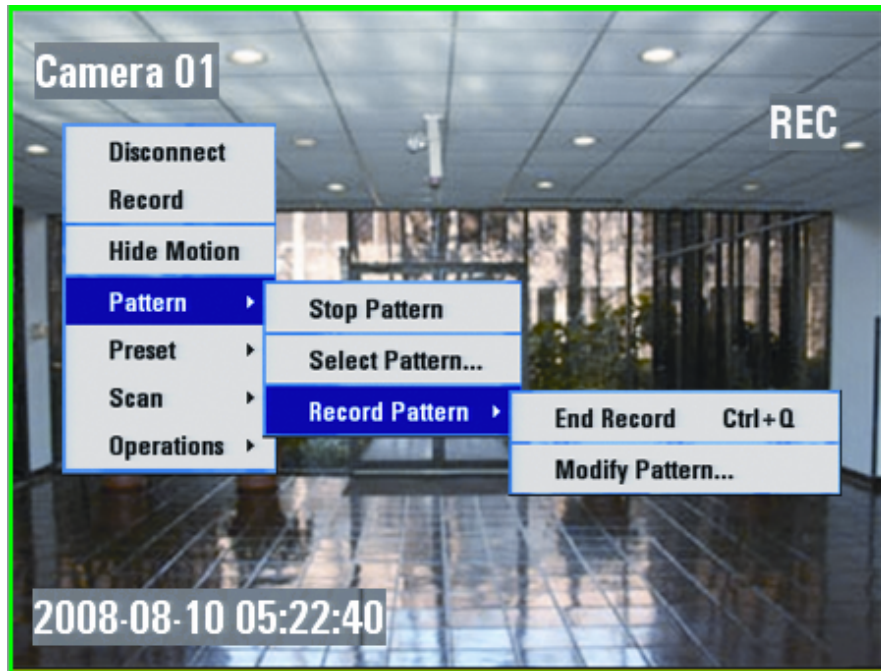 Camera 01
REC
Disconnect
Record
Hide Motion
Pattern
Preset
Scan
Operations
Stop Pattern
Select Pattern...
Record Pattern
End Record Ctrl+Q
Modify Pattern...
2008-08-10 05:22:40